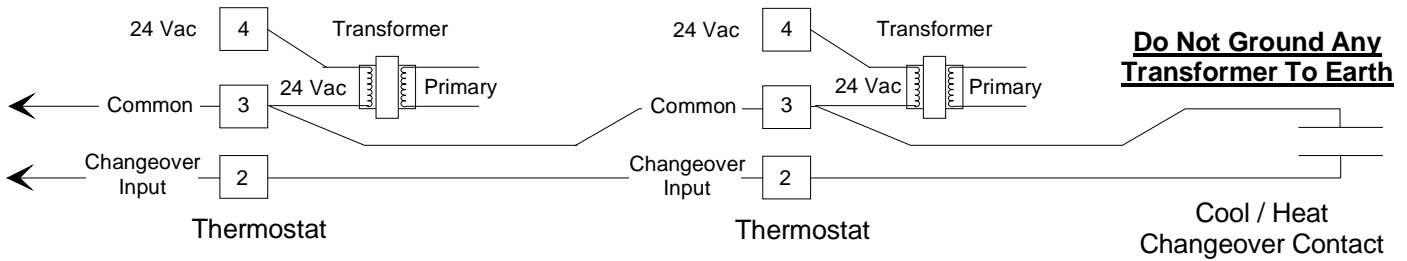 24 Vac
4
Transformer
24 Vac
Primary
Common
3
Changeover
Input
2
Thermostat
24 Vac
4
Transformer
24 Vac
Primary
Common
3
Changeover
Input
2
Thermostat
Do Not Ground Any
Transformer To Earth
Cool / Heat
Changeover Contact